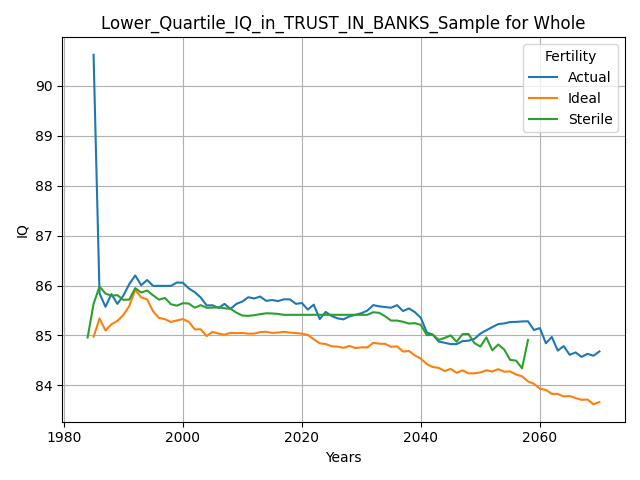 Lower_Quartile_IQ_in_TRUST_IN_BANKS_Sample for Whole
Fertility
Actual
Ideal
Sterile
IQ
90
89
88
87
86
85
84
1980
2000
2020
2040
2060
Years